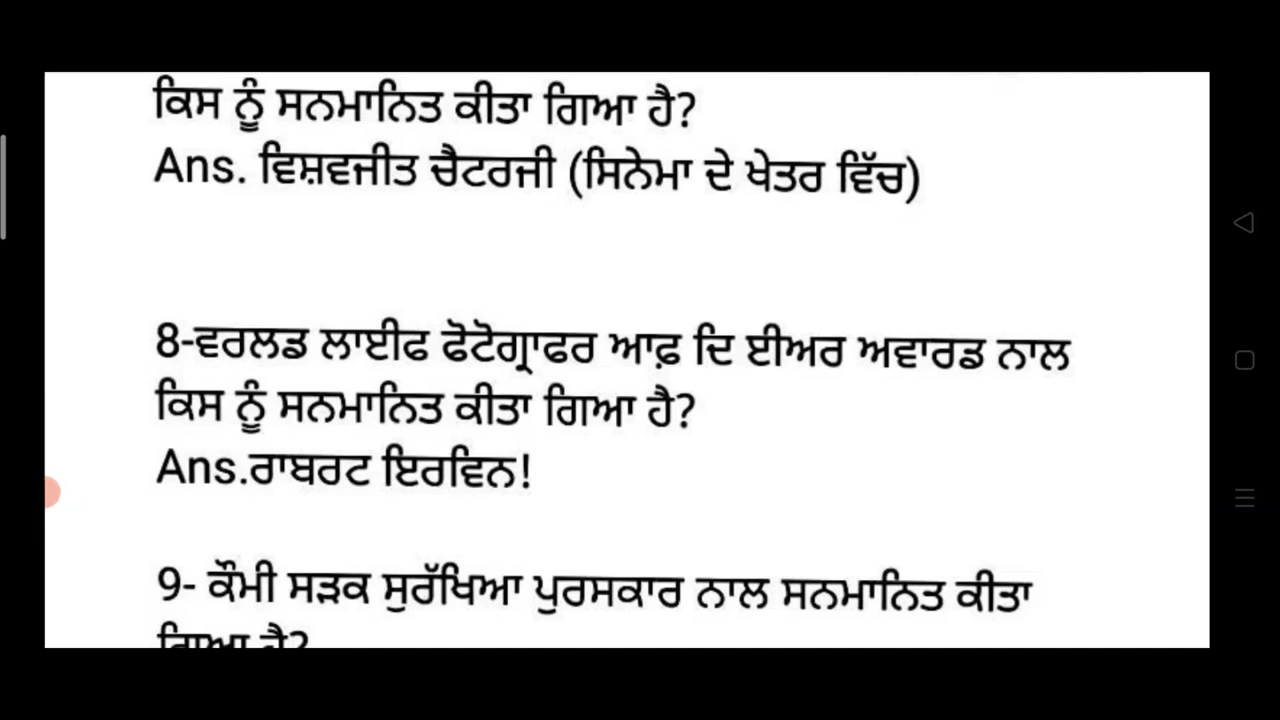 ਕਿਸ ਨੂੰ ਸਨਮਾਨਿਤ ਕੀਤਾ ਗਿਆ ਹੈ?
Ans. ਵਿਸ਼ਵਜੀਤ ਚੈਟਰਜੀ (ਸਿਨੇਮਾ ਦੇ ਖੇਤਰ ਵਿੱਚ)
8-ਵਰਲਡ ਲਾਈਫ ਫੋਟੋਗ੍ਰਾਫਰ ਆਫ਼ ਦਿ ਈਅਰ ਅਵਾਰਡ ਨਾਲ
ਕਿਸ ਨੂੰ ਸਨਮਾਨਿਤ ਕੀਤਾ ਗਿਆ ਹੈ?
Ans.ਰਾਬਰਟ ਇਰਵਿਨ!
9- ਕੌਮੀ ਸੜਕ ਸੁਰੱਖਿਆ ਪੁਰਸਕਾਰ ਨਾਲ ਸਨਮਾਨਿਤ ਕੀਤਾ
ਗਿਆ ਹੈ?